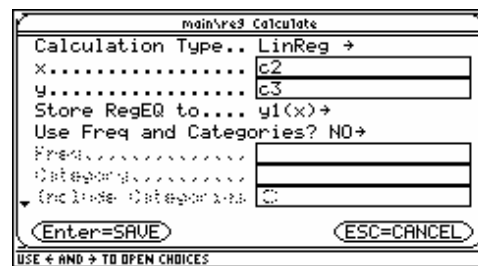 main\reg Calculate
Calculation Type.. LinReg →
x................. c2
y................. c3
Store RegEQ to.... y1(x)→
Use Freq and Categories? NO→
Freq.............
Category.........
Include Categories {}
Enter=SAVE ESC=CANCEL
USE ← AND → TO OPEN CHOICES